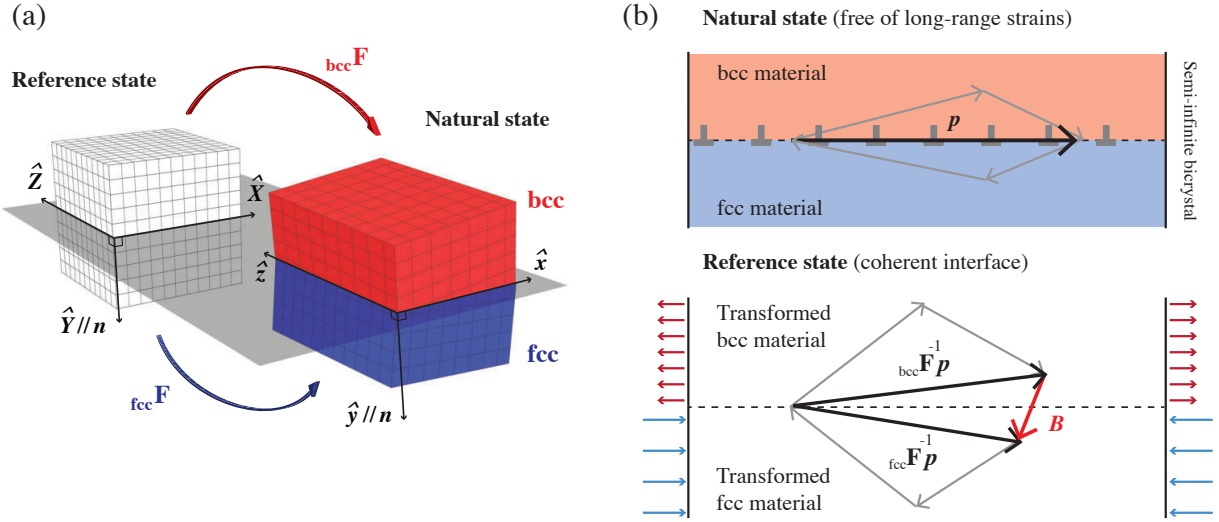 (a)
Reference state
bccF
Natural state
Ẑ
X̂
bcc
Ŷ // n
ẑ
x̂
fccF
fcc
ŷ // n
(b)
Natural state (free of long-range strains)
bcc material
p
fcc material
Semi-infinite bicrystal
Reference state (coherent interface)
Transformed
bcc material
bccF⁻¹p
B
fccF⁻¹p
Transformed
fcc material